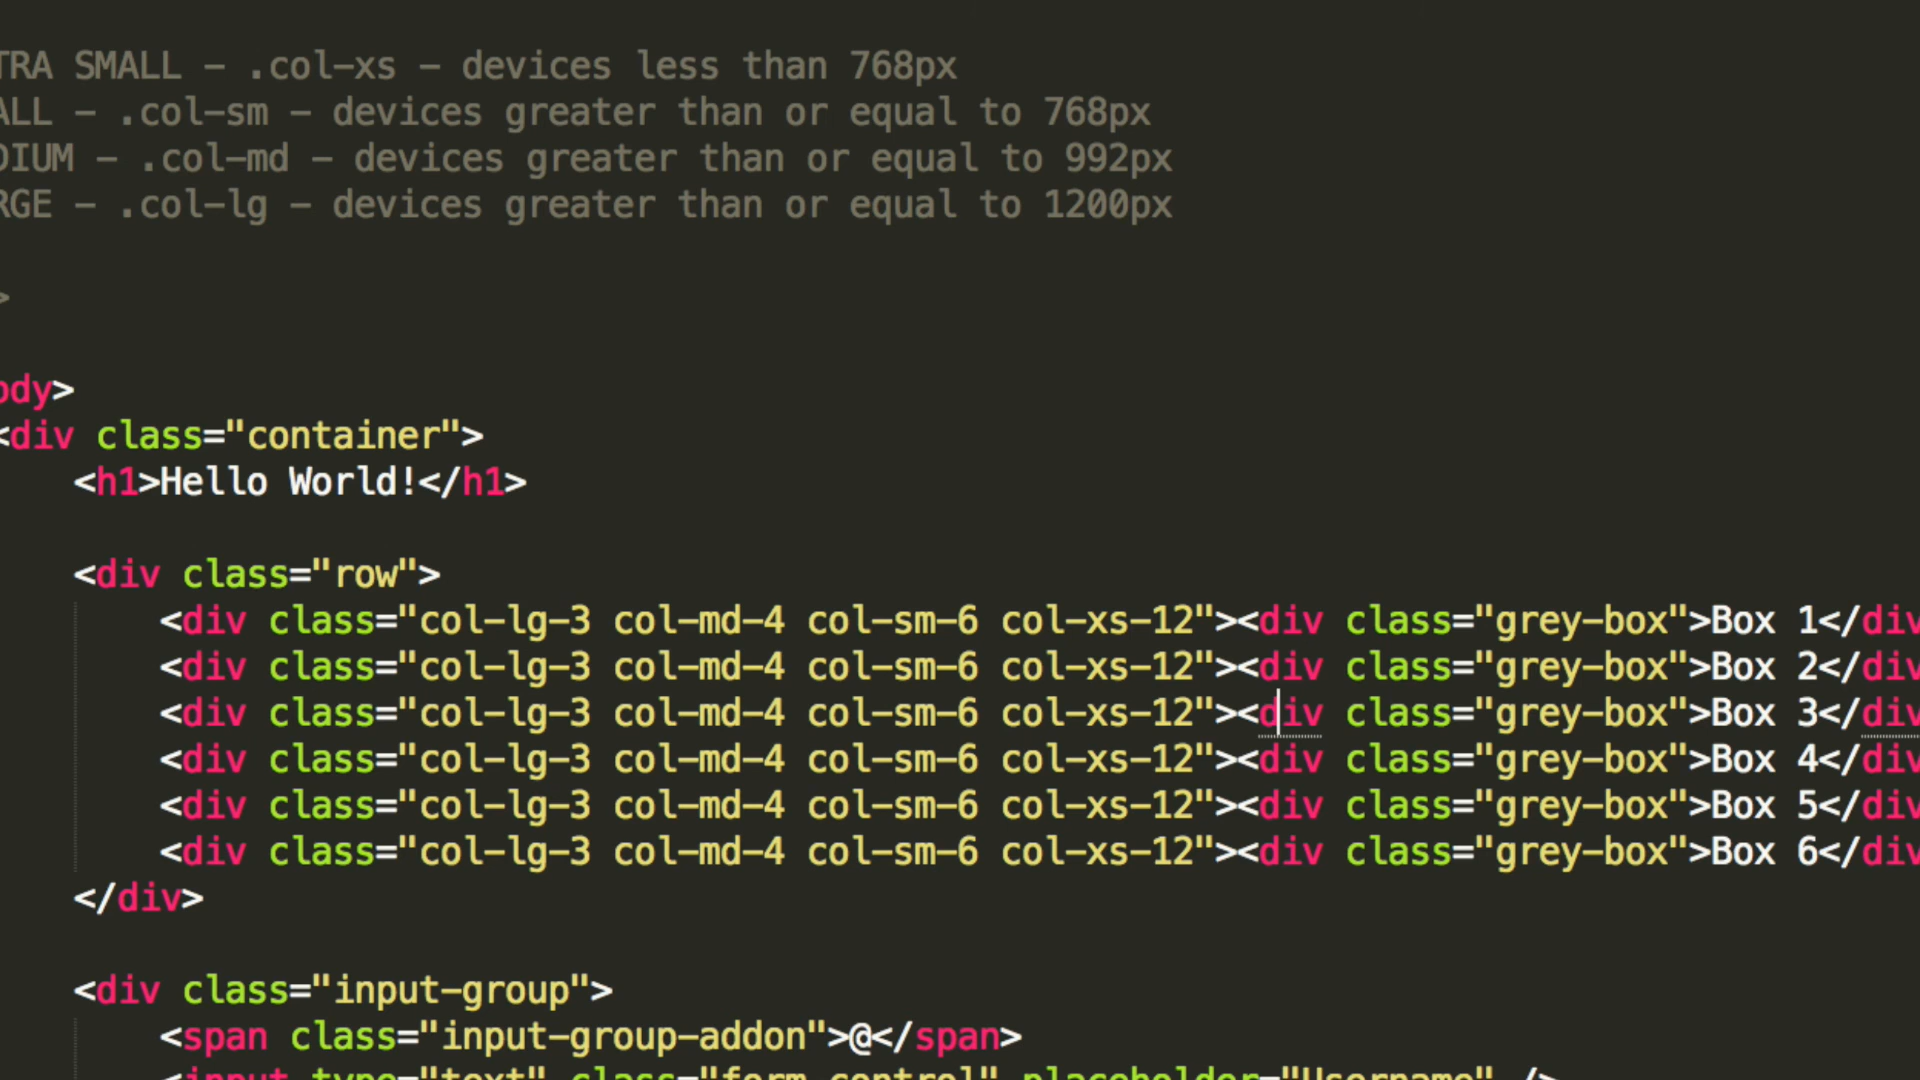 TRA SMALL - .col-xs - devices less than 768px
ALL - .col-sm - devices greater than or equal to 768px
DIUM - .col-md - devices greater than or equal to 992px
RGE - .col-lg - devices greater than or equal to 1200px
>
ody>
<div class="container">
<h1>Hello World!</h1>
<div class="row">
<div class="col-lg-3 col-md-4 col-sm-6 col-xs-12"><div class="grey-box">Box 1</div
<div class="col-lg-3 col-md-4 col-sm-6 col-xs-12"><div class="grey-box">Box 2</div
<div class="col-lg-3 col-md-4 col-sm-6 col-xs-12"><div class="grey-box">Box 3</div
<div class="col-lg-3 col-md-4 col-sm-6 col-xs-12"><div class="grey-box">Box 4</div
<div class="col-lg-3 col-md-4 col-sm-6 col-xs-12"><div class="grey-box">Box 5</div
<div class="col-lg-3 col-md-4 col-sm-6 col-xs-12"><div class="grey-box">Box 6</div
</div>
<div class="input-group">
<span class="input-group-addon">@</span>
<input type="text" class="form-control" placeholder="Username" />